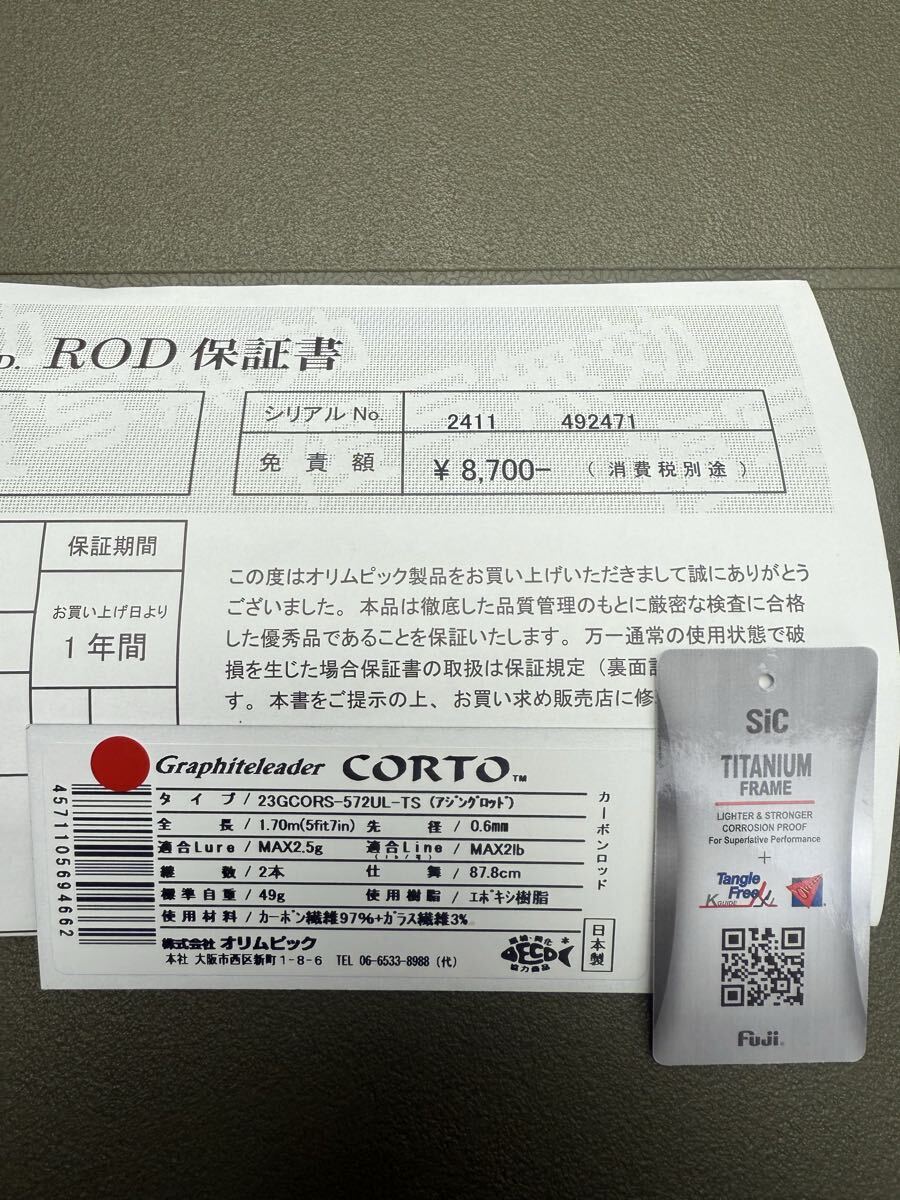 D. ROD 保証書
シリアル No. 2411 492471
免責額 ¥ 8,700− （消費税別途）
保証期間
お買い上げ日より
1年間
この度はオリムピック製品をお買い上げいただきまして誠にありがとう
ございました。本品は徹底した品質管理のもとに厳密な検査に合格
した優秀品であることを保証いたします。万一通常の使用状態で破
損を生じた場合保証書の取扱は保証規定（裏面
す。本書をご提示の上、お買い求め販売店に修
Graphiteleader CORTO™
タイプ / 23GCORS-572UL-TS (アジングロッド)
全長 / 1.70m(5fit7in) 先径 / 0.6mm
適合Lure / MAX2.5g 適合Line / MAX2lb
継数 / 2本 仕舞 / 87.8cm
標準自重 / 49g 使用樹脂 / エポキシ樹脂
使用材料 / カーボン繊維97%+ガラス繊維3%
株式会社 オリムピック
本社 大阪市西区新町1-8-6 TEL 06-6533-8988 (代)
カーボンロッド
日本製
4571105694662
SiC
TITANIUM
FRAME
LIGHTER & STRONGER
CORROSION PROOF
For Superlative Performance
+
Tangle
Free
K GUIDE
Fuji®